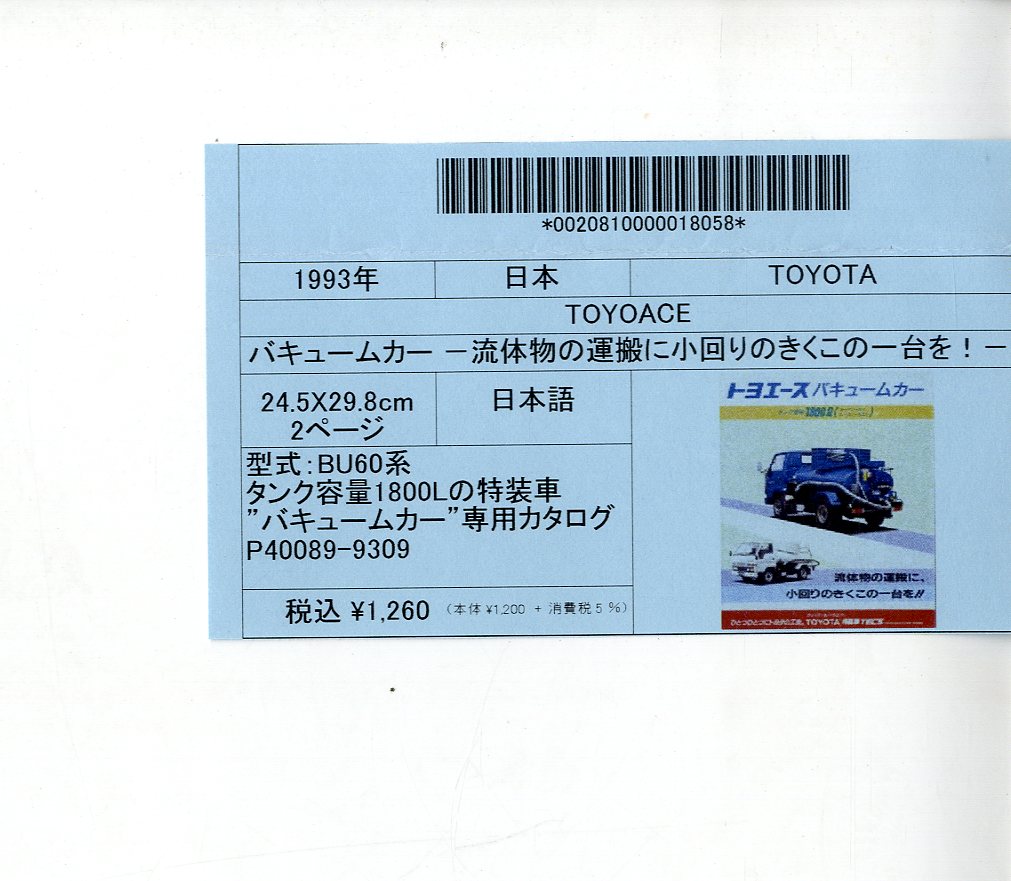 *0020810000018058*
1993年 日本 TOYOTA
TOYOACE
バキュームカー －流体物の運搬に小回りのきくこの一台を！－
24.5X29.8cm 日本語
2ページ
型式：BU60系
タンク容量1800Lの特装車
”バキュームカー”専用カタログ
P40089-9309
税込 ¥1,260 （本体 ¥1,200 + 消費税５％）
トヨエース バキュームカー
1800ℓ
流体物の運搬に、
小回りのきくこの一台を!!
TOYOTA